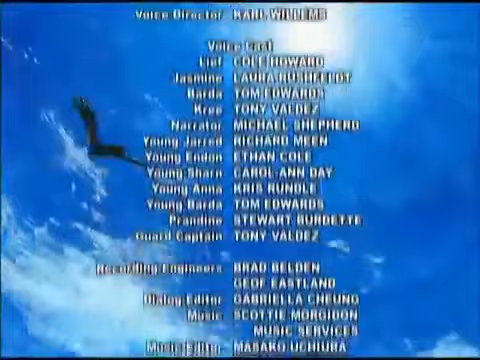 Voice Director KARL WILLEMS
Voice Cast
Lief COLE HOWARD
Jasmine LAURA RUSHFELDT
Barda TOM EDWARDS
Kree TONY VALDEZ
Narrator MICHAEL SHEPHERD
Young Jarred RICHARD MEEN
Young Endon ETHAN COLE
Young Sharn CAROL ANN DAY
Young Anna KRIS RUNDLE
Young Barda TOM EDWARDS
Prandine STEWART BURDETTE
Guard Captain TONY VALDEZ
Recording Engineers BRAD BELDEN
GEOF EASTLAND
Dialog Editor GABRIELLA CHEUNG
Music SCOTTIE MORGIDON
MUSIC SERVICES
Music Editor MASAKO UCHIURA